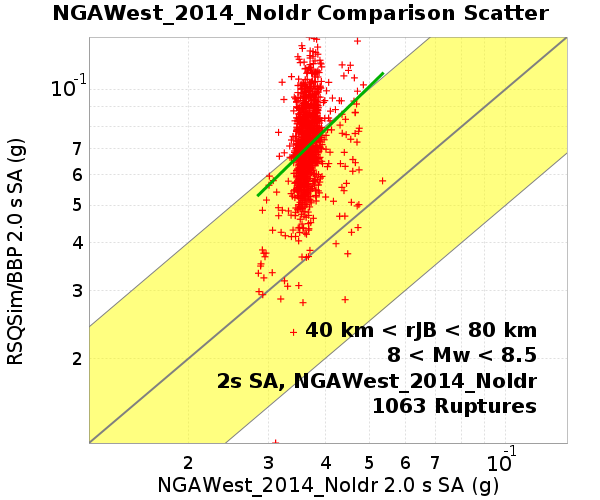 NGAWest_2014_NoIdr Comparison Scatter
RSQSim/BBP 2.0 s SA (g)
10-1
7
6
5
4
3
2
40 km < rJB < 80 km
8 < Mw < 8.5
2s SA, NGAWest_2014_NoIdr
1063 Ruptures
2 3 4 5 6 7 8 10-1
NGAWest_2014_NoIdr 2.0 s SA (g)